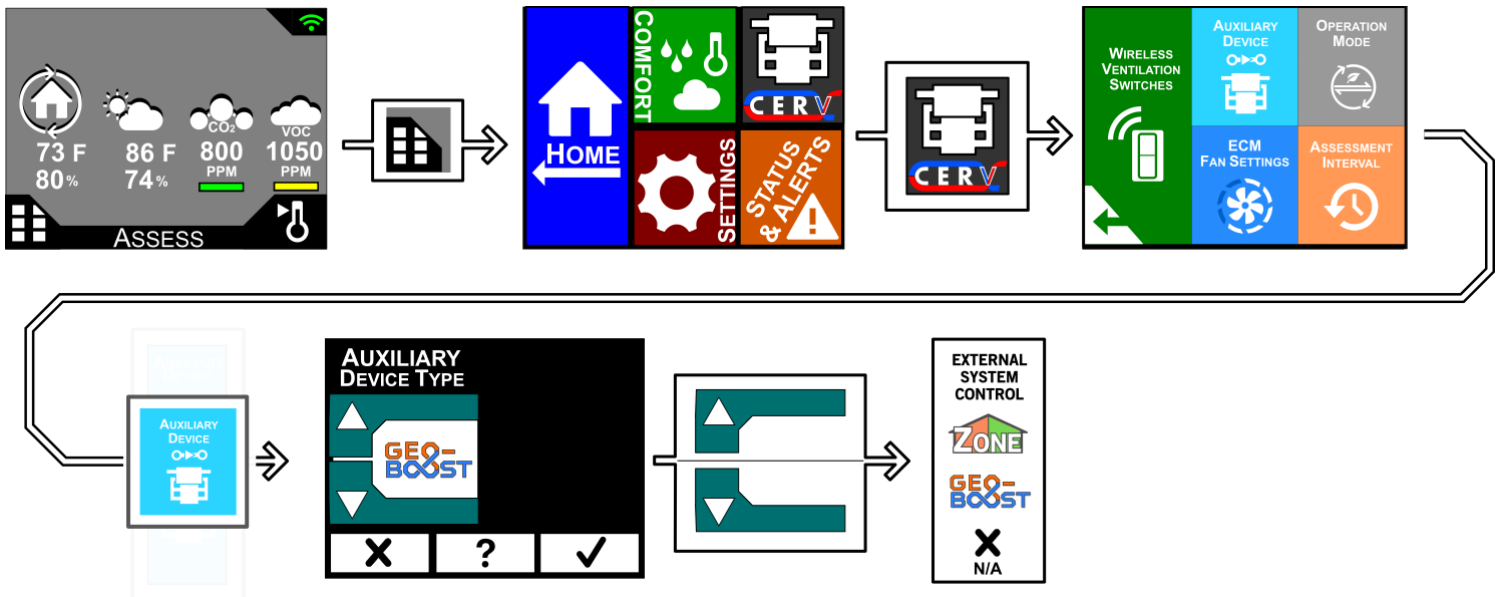 73 F
80%
86 F
74%
CO2
800
PPM
VOC
1050
PPM
ASSESS
HOME
COMFORT
CERV
SETTINGS
STATUS
& ALERTS
CERV
WIRELESS
VENTILATION
SWITCHES
AUXILIARY
DEVICE
OPERATION
MODE
ECM
FAN SETTINGS
ASSESSMENT
INTERVAL
AUXILIARY
DEVICE
AUXILIARY
DEVICE TYPE
GEO-
BOOST
X
?
✓
EXTERNAL
SYSTEM
CONTROL
ZONE
GEO-
BOOST
X
N/A